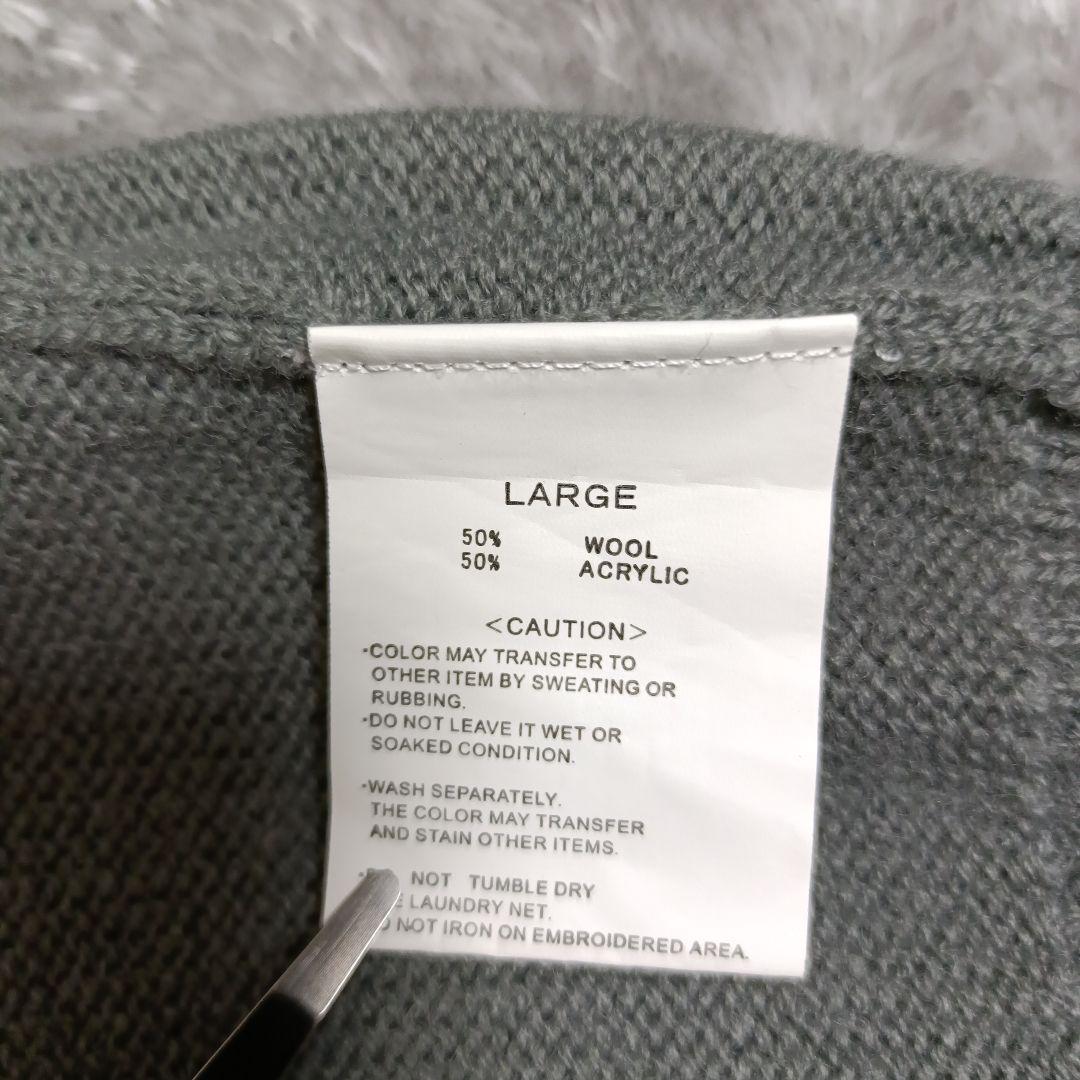 LARGE
50% WOOL
50% ACRYLIC
<CAUTION>
·COLOR MAY TRANSFER TO
OTHER ITEM BY SWEATING OR
RUBBING.
·DO NOT LEAVE IT WET OR
SOAKED CONDITION.
·WASH SEPARATELY.
THE COLOR MAY TRANSFER
AND STAIN OTHER ITEMS.
NOT TUMBLE DRY
LAUNDRY NET.
NOT IRON ON EMBROIDERED AREA.